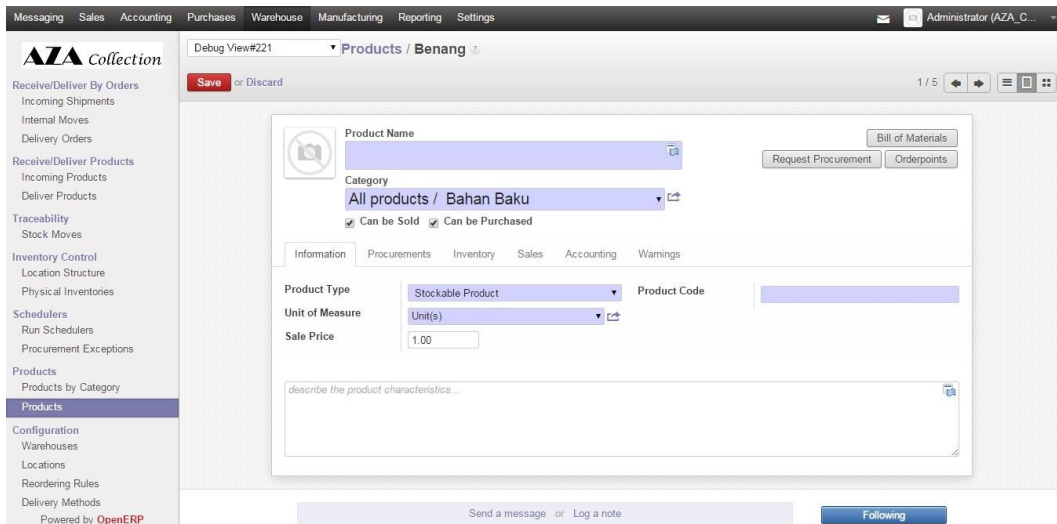 Messaging Sales Accounting Purchases Warehouse Manufacturing Reporting Settings Administrator (AZA_C...
AZA Collection
Receive/Deliver By Orders
Incoming Shipments
Internal Moves
Delivery Orders
Receive/Deliver Products
Incoming Products
Deliver Products
Traceability
Stock Moves
Inventory Control
Location Structure
Physical Inventories
Schedulers
Run Schedulers
Procurement Exceptions
Products
Products by Category
Products
Configuration
Warehouses
Locations
Reordering Rules
Delivery Methods
Powered by OpenERP
Debug View#221 Products / Benang
Save or Discard 1 / 5
Product Name
Bill of Materials
Request Procurement Orderpoints
Category
All products / Bahan Baku
Can be Sold Can be Purchased
Information Procurements Inventory Sales Accounting Warnings
Product Type Stockable Product Product Code
Unit of Measure Unit(s)
Sale Price 1.00
describe the product characteristics...
Send a message or Log a note Following